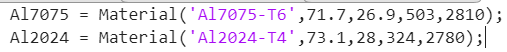 Al7075 = Material('Al7075-T6',71.7,26.9,503,2810);
Al2024 = Material('Al2024-T4',73.1,28,324,2780);